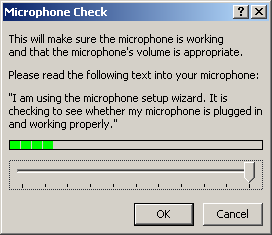 Microphone Check
This will make sure the microphone is working
and that the microphone's volume is appropriate.
Please read the following text into your microphone:
"I am using the microphone setup wizard. It is
checking to see whether my microphone is plugged in
and working properly."
OK
Cancel